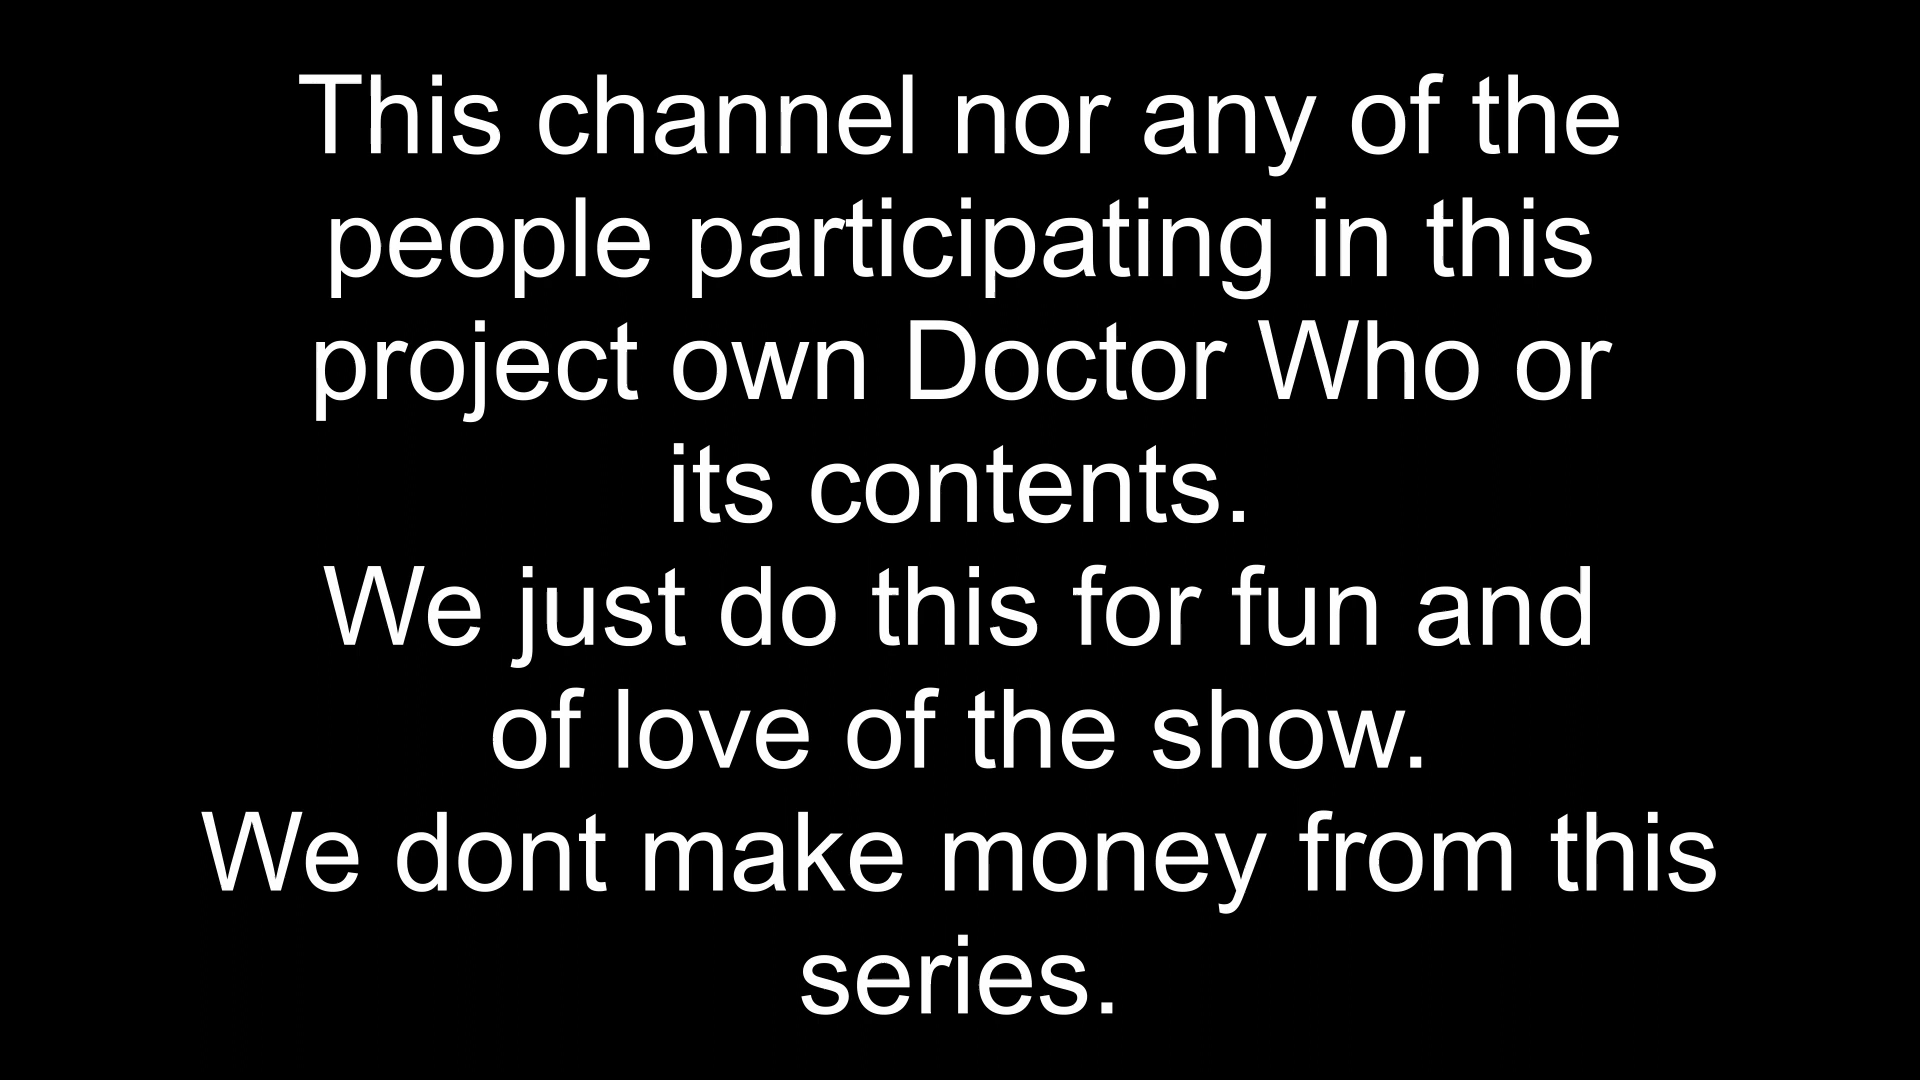 This channel nor any of the
people participating in this
project own Doctor Who or
its contents.
We just do this for fun and
of love of the show.
We dont make money from this
series.